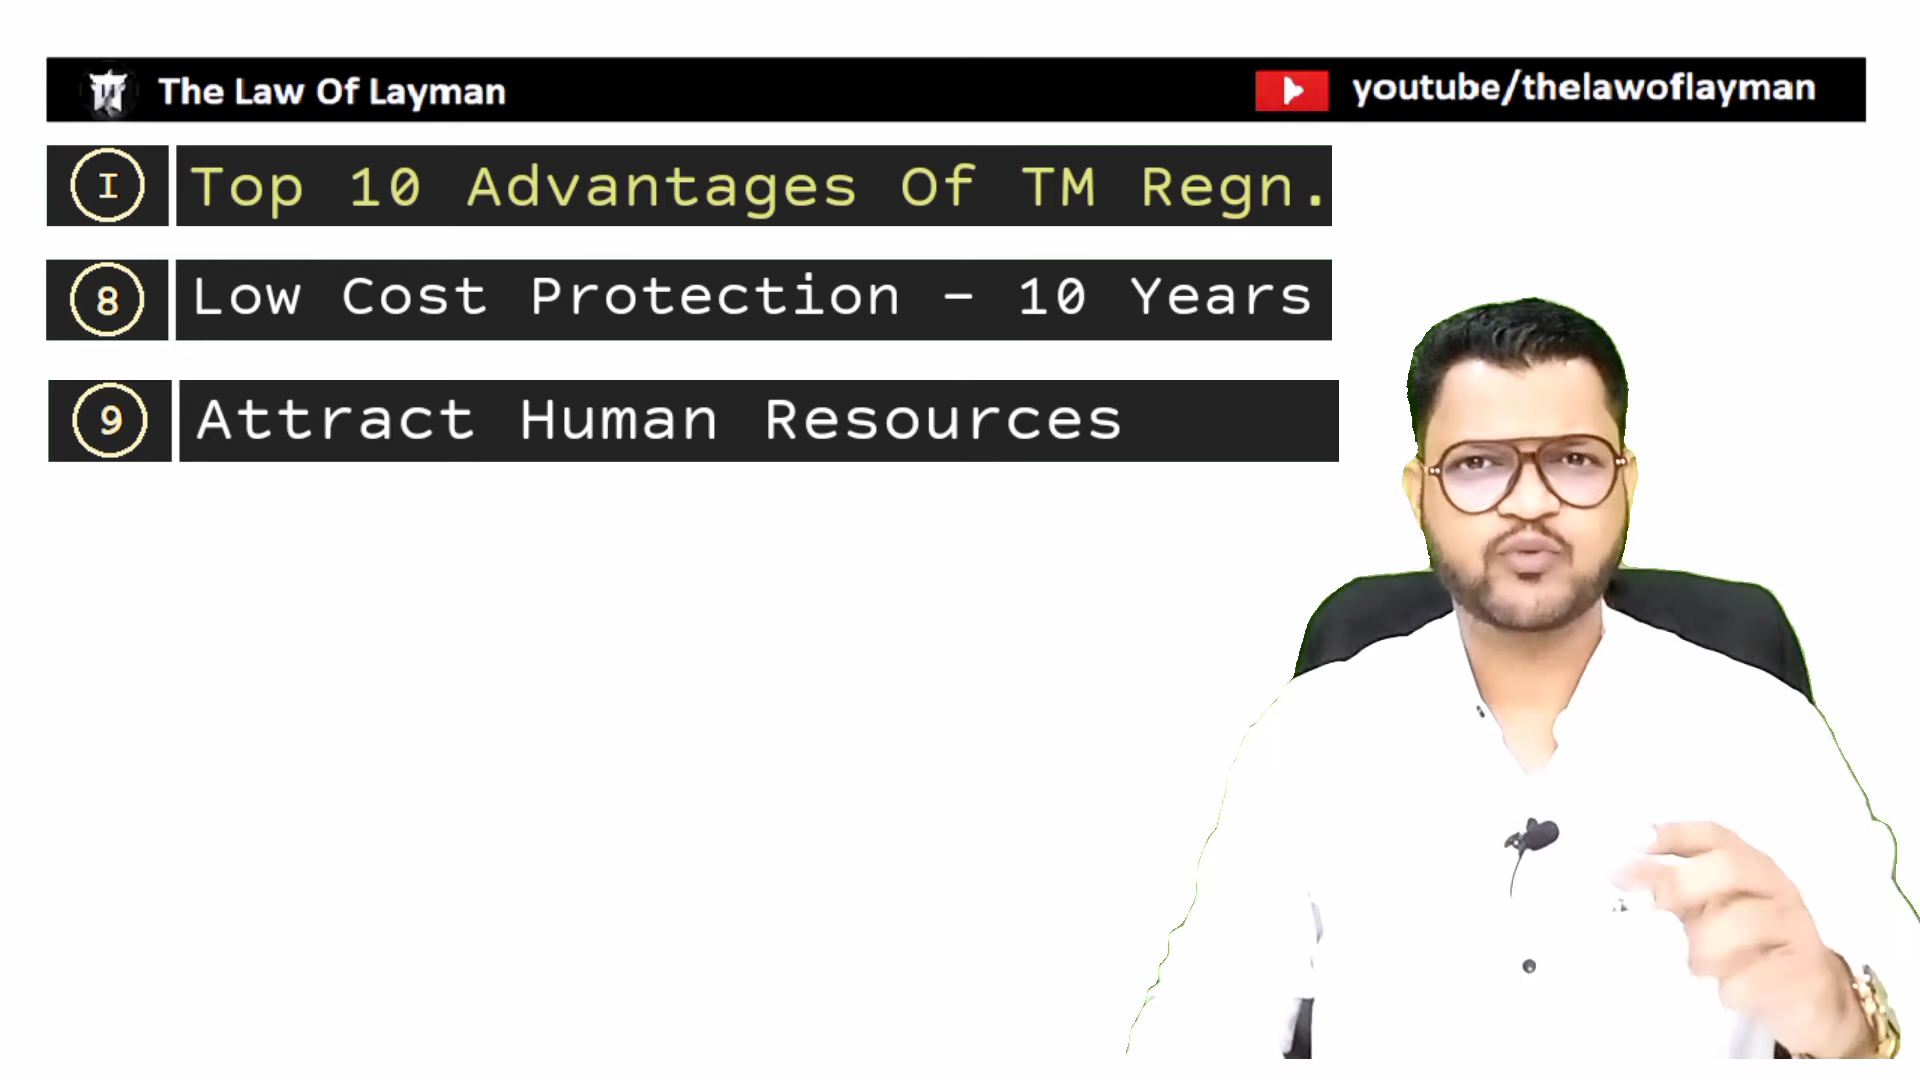 The Law Of Layman
youtube/thelawoflayman
I Top 10 Advantages Of TM Regn.
8 Low Cost Protection - 10 Years
9 Attract Human Resources